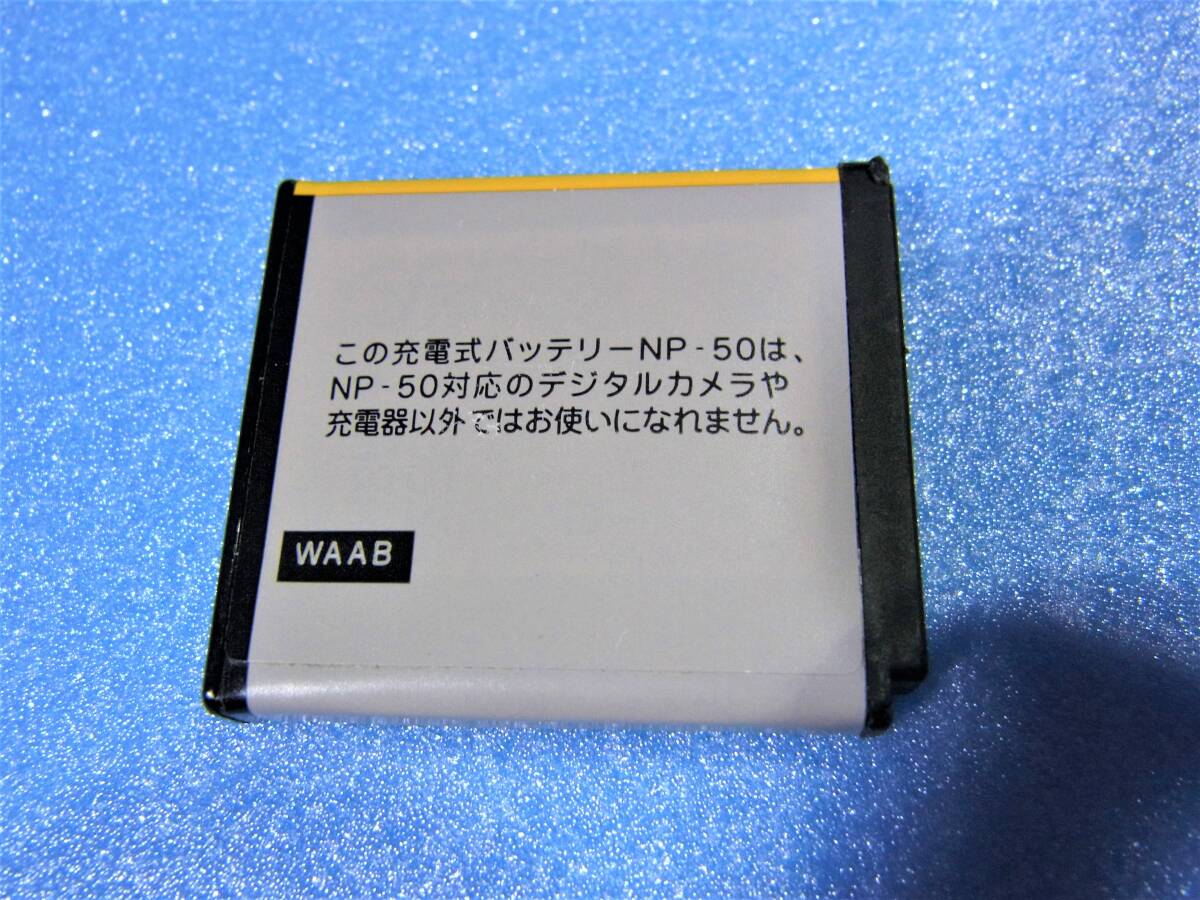 この充電式バッテリーNP-50は、
NP-50対応のデジタルカメラや
充電器以外ではお使いになれません。
WAAB